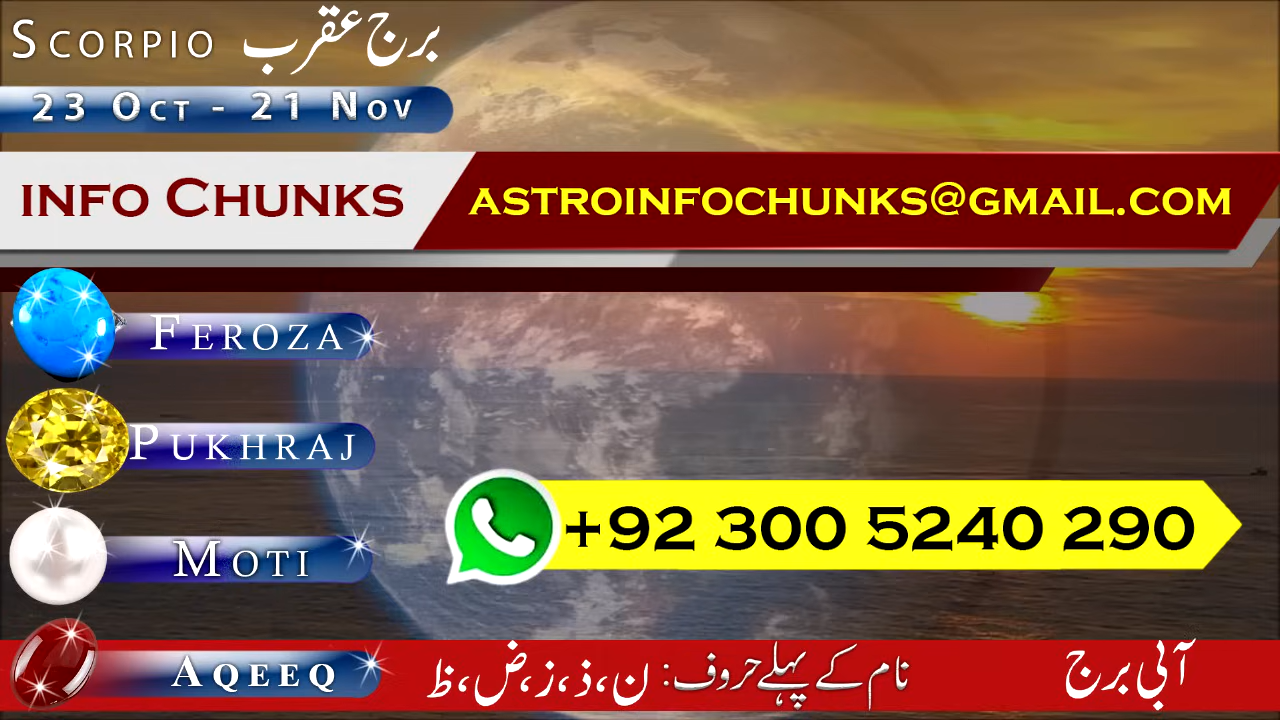 Scorpio برج عقرب
23 Oct - 21 Nov
INFO CHUNKS
ASTROINFOCHUNKS@GMAIL.COM
Feroza
Pukhraj
+92 300 5240 290
Moti
Aqeeq
نام کے پہلے حروف: ن، ذ، ز، ض، ظ
آبی برج